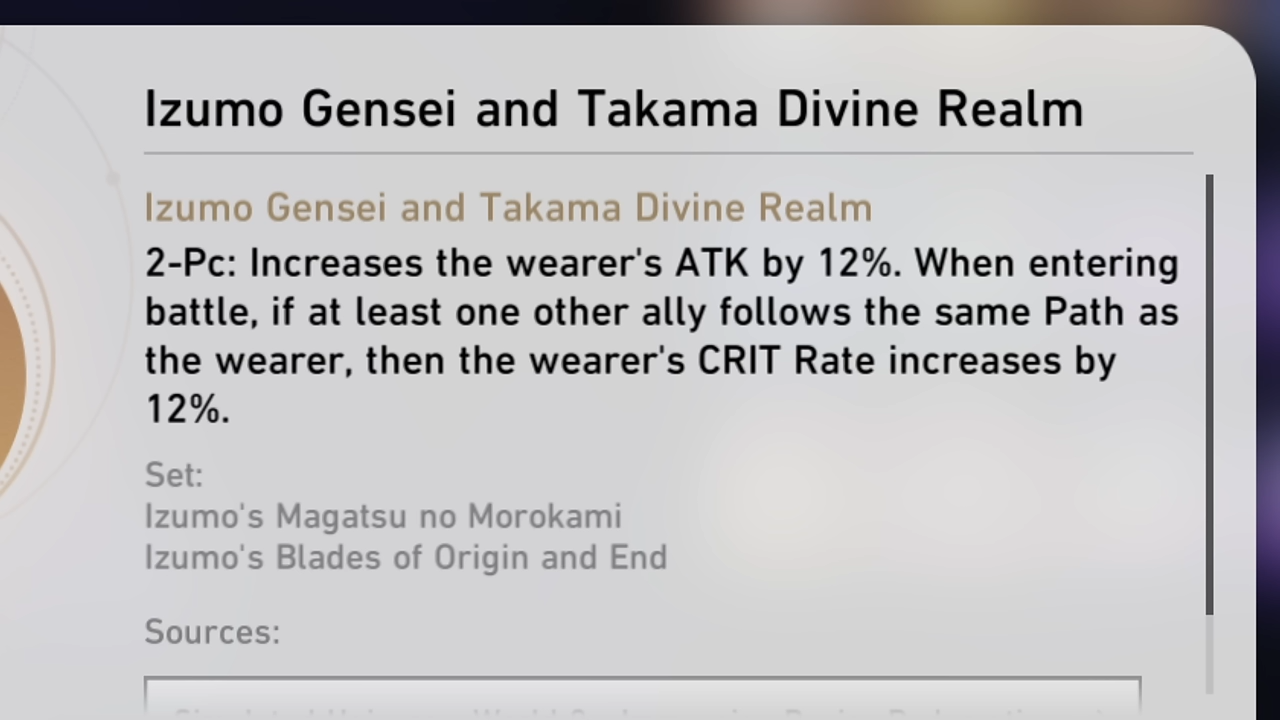 Izumo Gensei and Takama Divine Realm
Izumo Gensei and Takama Divine Realm
2-Pc: Increases the wearer's ATK by 12%. When entering
battle, if at least one other ally follows the same Path as
the wearer, then the wearer's CRIT Rate increases by
12%.
Set:
Izumo's Magatsu no Morokami
Izumo's Blades of Origin and End
Sources: